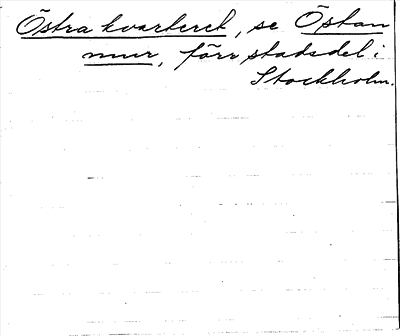 Östra kvarteret, se Östan
mur, förr stadsdel i
Stockholm.